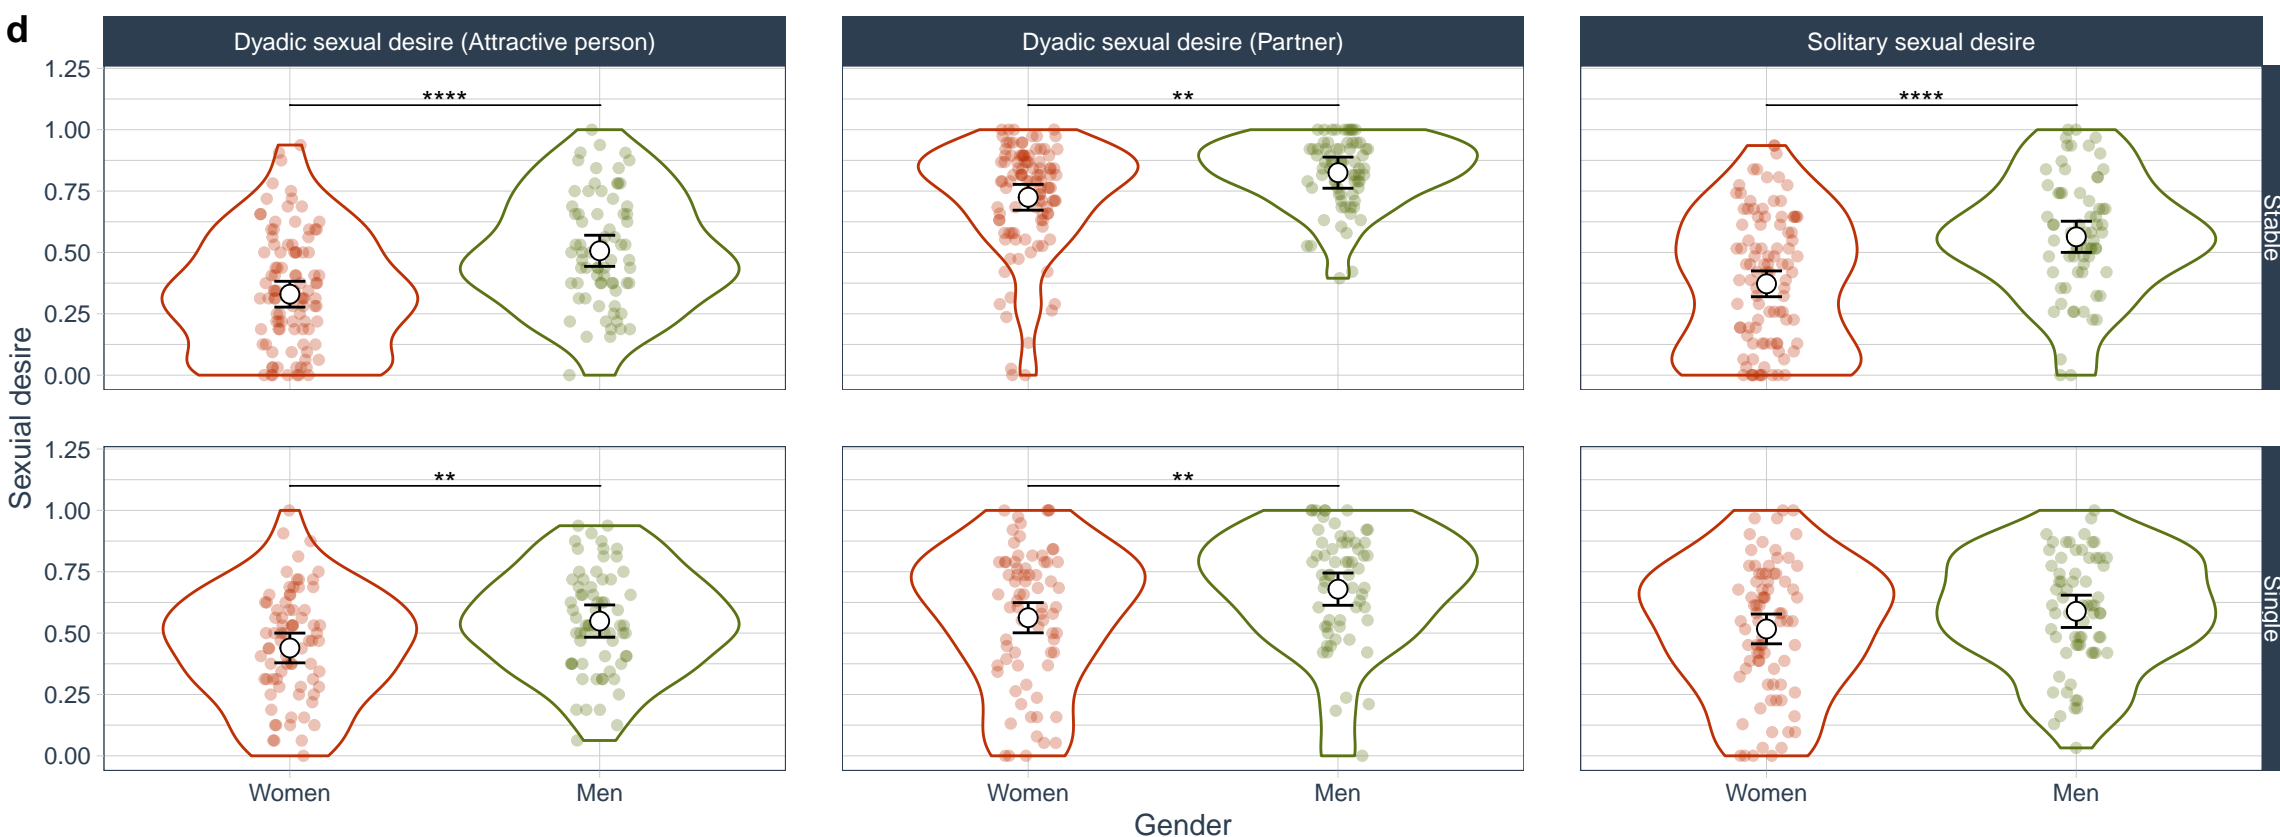 d
Dyadic sexual desire (Attractive person)
Dyadic sexual desire (Partner)
Solitary sexual desire
Sexuial desire
1.25
1.00
0.75
0.50
0.25
0.00
****
**
****
Stable
1.25
1.00
0.75
0.50
0.25
0.00
**
**
Single
Women
Men
Women
Men
Women
Men
Gender